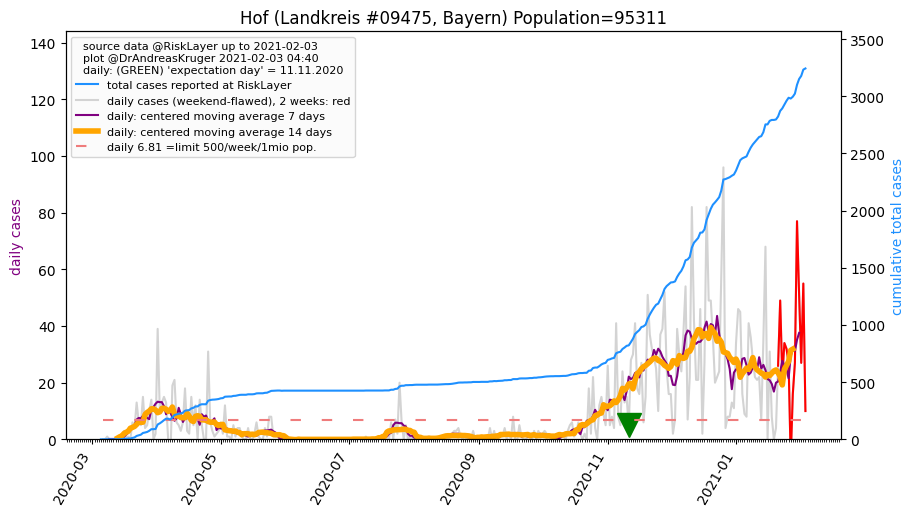 Hof (Landkreis #09475, Bayern) Population=95311
source data @RiskLayer up to 2021-02-03
plot @DrAndreasKruger 2021-02-03 04:40
daily: (GREEN) 'expectation day' = 11.11.2020
total cases reported at RiskLayer
daily cases (weekend-flawed), 2 weeks: red
daily: centered moving average 7 days
daily: centered moving average 14 days
daily 6.81 =limit 500/week/1mio pop.
daily cases
140
120
100
80
60
40
20
0
3500
3000
2500
2000
1500
1000
500
0
cumulative total cases
2020-03
2020-05
2020-07
2020-09
2020-11
2021-01